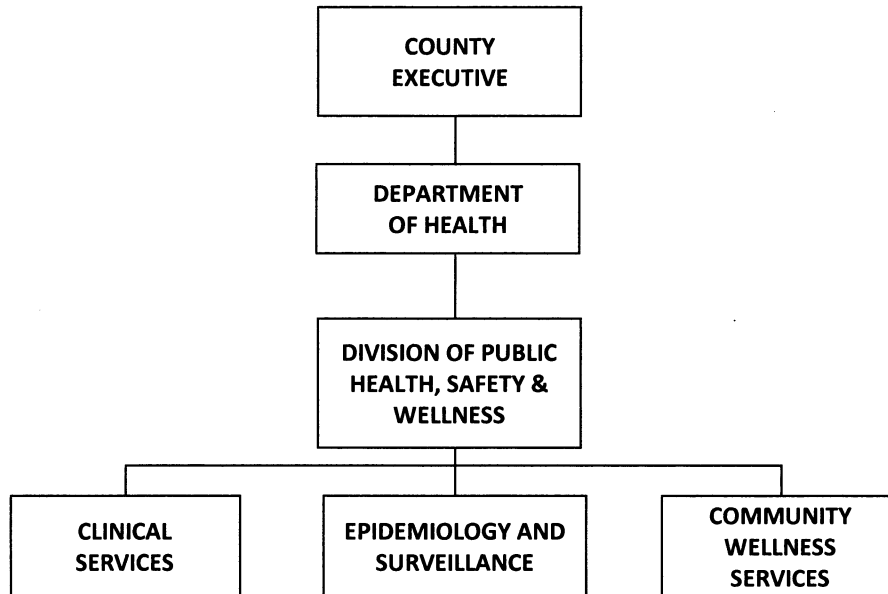 COUNTY
EXECUTIVE
DEPARTMENT
OF HEALTH
DIVISION OF PUBLIC
HEALTH, SAFETY &
WELLNESS
CLINICAL
SERVICES
EPIDEMIOLOGY AND
SURVEILLANCE
COMMUNITY
WELLNESS
SERVICES